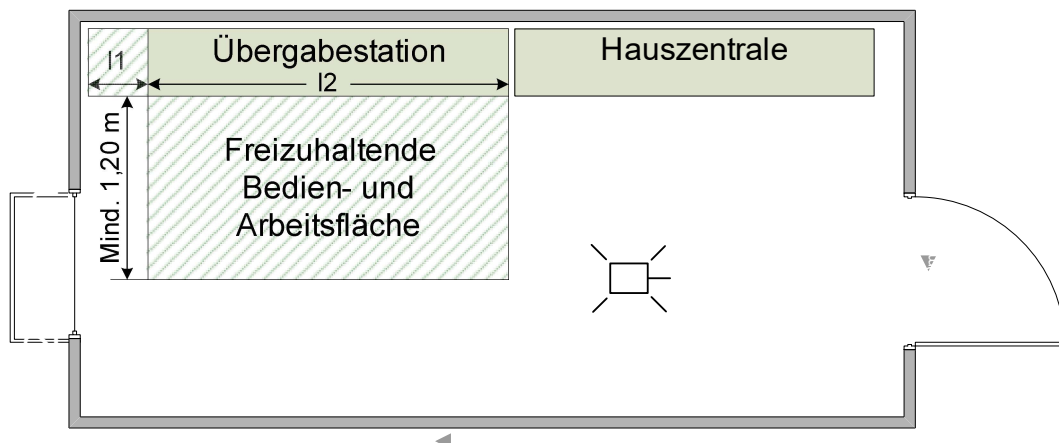 l1
Übergabestation
l2
Hauszentrale
Mind. 1,20 m
Freizuhaltende
Bedien- und
Arbeitsfläche